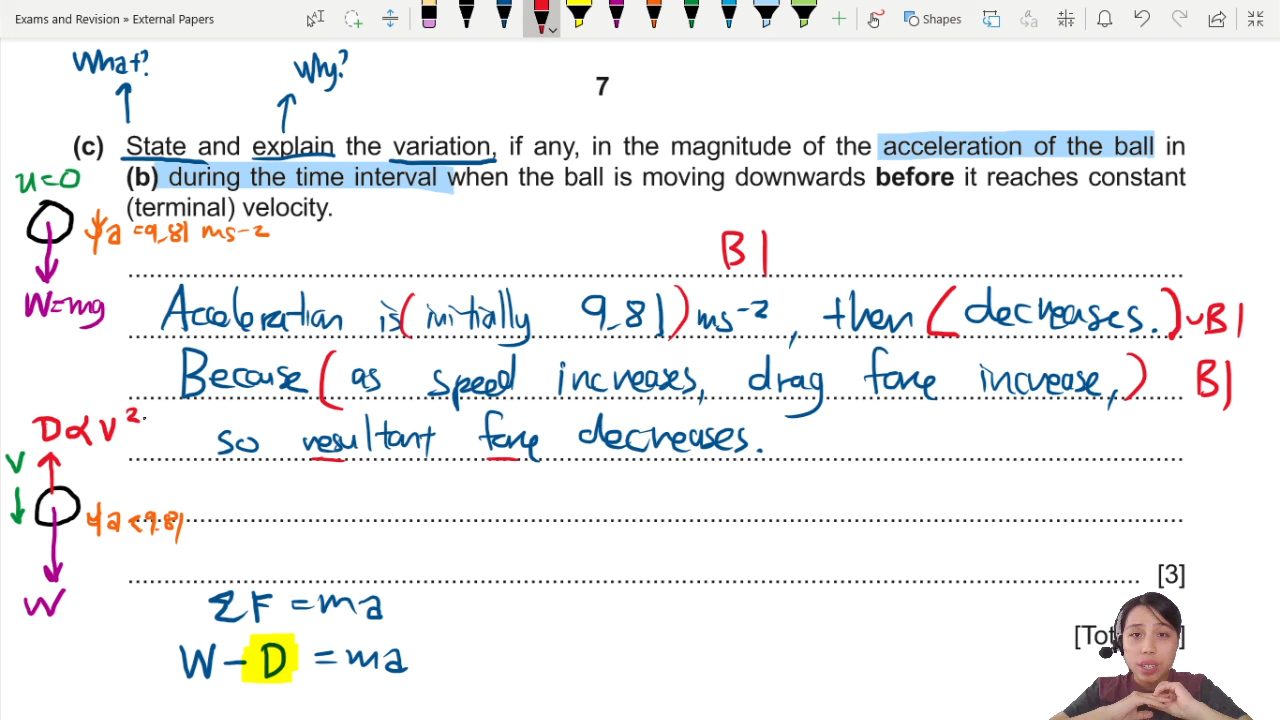 Exams and Revision » External Papers
Shapes
What?
Why?
7
(c) State and explain the variation, if any, in the magnitude of the acceleration of the ball in
(b) during the time interval when the ball is moving downwards before it reaches constant
(terminal) velocity.
u=0
a =9.81 ms-2
W=mg
B1
Acceleration is (initially 9.81) ms-2, then (decreases.) B1
Because (as speed increases, drag force increase,) B1
so resultant force decreases.
D∝V²
V
a <9.81
W
[3]
ΣF = ma
W - D = ma